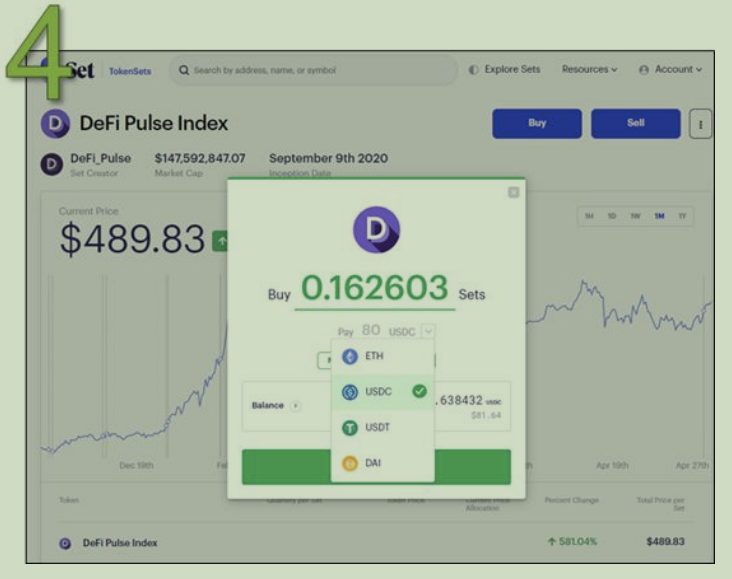 4
Set TokenSets Search by address, name, or symbol Explore Sets Resources Account
DeFi Pulse Index Buy Sell
DeFi_Pulse $147,592,847.07 September 9th 2020
Set Creator Market Cap Inception Date
Current Price 1H 1D 1W 1M 1Y
$489.83
Buy 0.162603 Sets
Pay 80 USDC
ETH
USDC
USDT
DAI
Balance .638432 USDC
$81.64
Dec 19th Apr 19th Apr 27th
Token Quantity per Set Token Price Current Price Percent Change Total Price per
Allocation Set
DeFi Pulse Index 581.04% $489.83